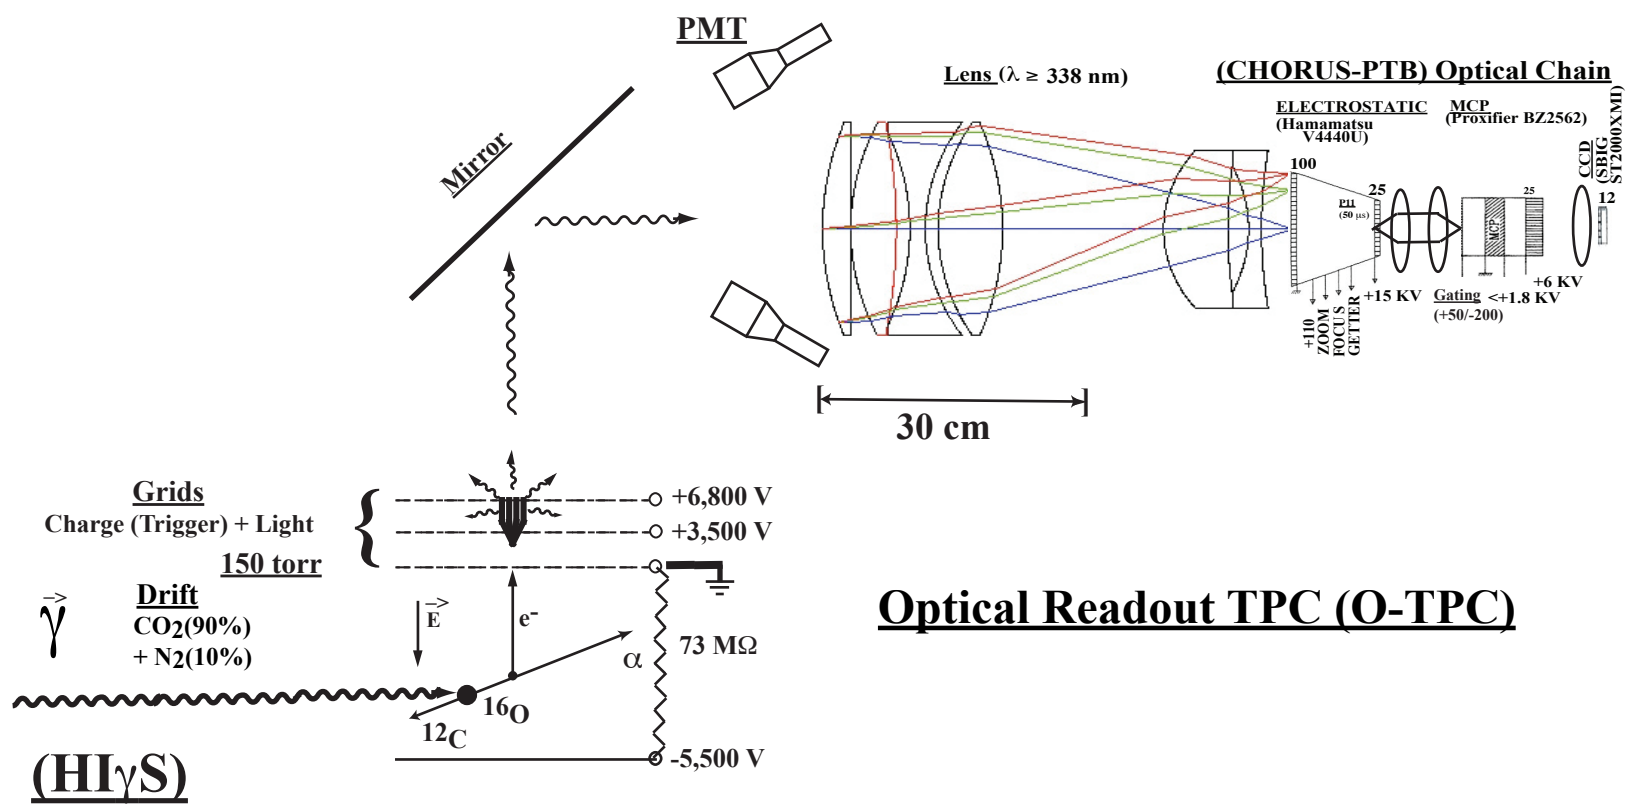 PMT
Mirror
Lens (λ ≥ 338 nm)
(CHORUS-PTB) Optical Chain
ELECTROSTATIC
(Hamamatsu
V4440U)
MCP
(Proxifier BZ2562)
CCD
(SBIG
ST2000XMI)
100
25
P11
(50 µs)
MCP
25
12
+110
ZOOM
FOCUS
GETTER
+15 KV
Gating
(+50/-200)
<+1.8 KV
+6 KV
30 cm
Grids
Charge (Trigger) + Light
150 torr
+6,800 V
+3,500 V
γ
Drift
CO2(90%)
+ N2(10%)
E
e-
α
73 MΩ
16O
12C
-5,500 V
(HIγS)
Optical Readout TPC (O-TPC)